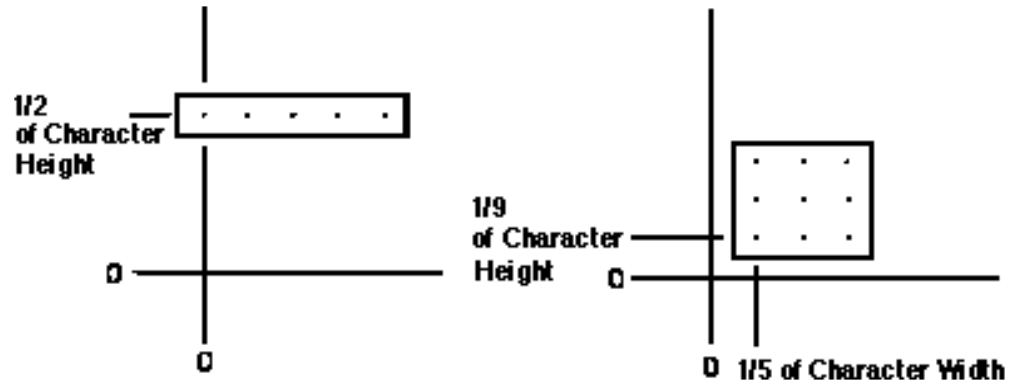 1/2
of Character
Height
0
0
1/9
of Character
Height
0
0
1/5 of Character Width